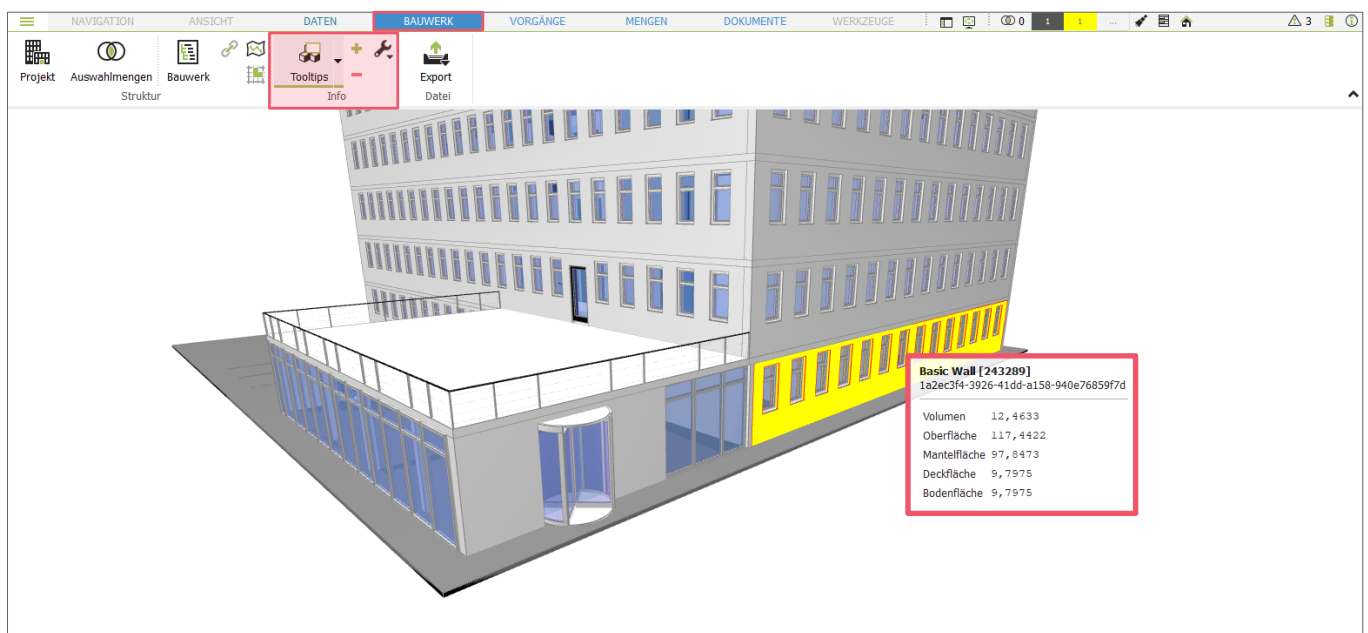 NAVIGATION ANSICHT DATEN BAUWERK VORGÄNGE MENGEN DOKUMENTE WERKZEUGE 0 1 1 ... 3
Projekt Auswahlmengen Bauwerk Tooltips Export
Struktur Info Datei
Basic Wall [243289]
1a2ec3f4-3926-41dd-a158-940e76859f7d
Volumen 12,4633
Oberfläche 117,4422
Mantelfläche 97,8473
Deckfläche 9,7975
Bodenfläche 9,7975